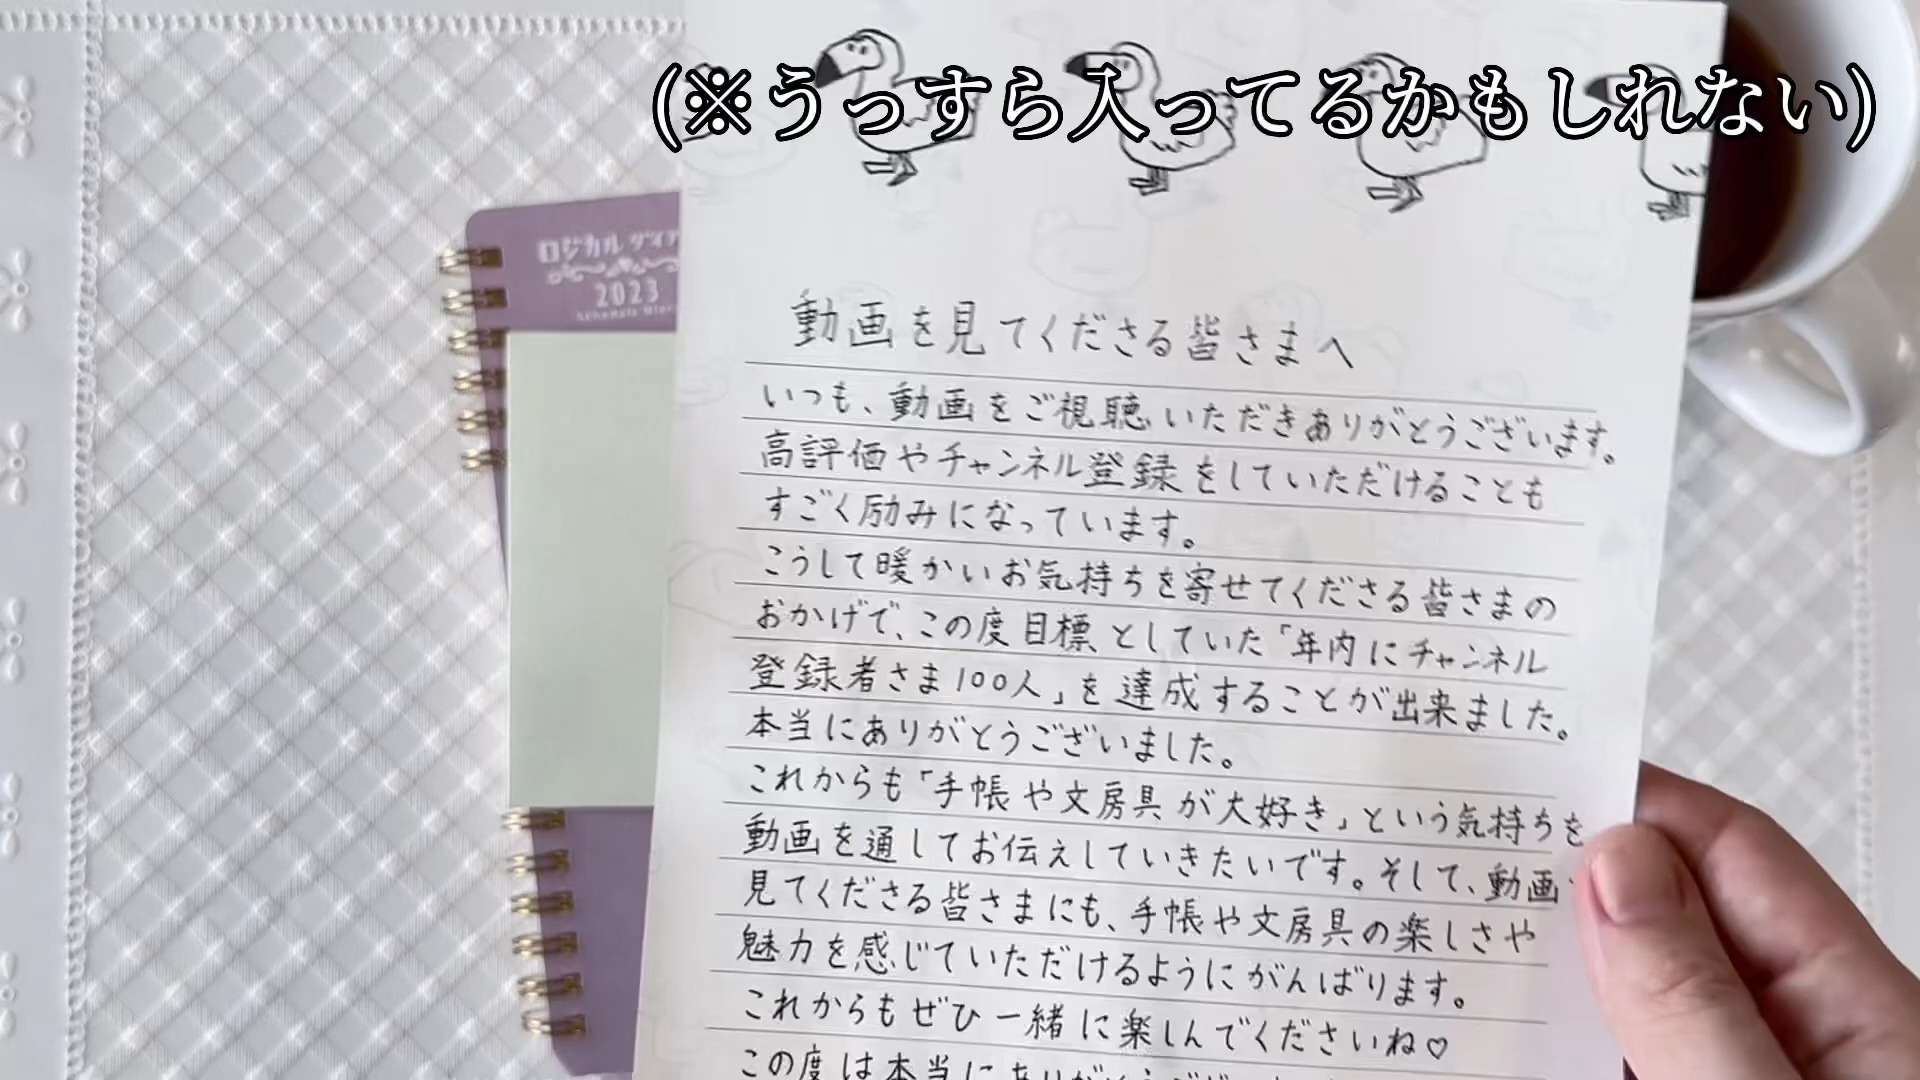 (※うっすら入ってるかもしれない)
ロジカルダイア
2023
動画を見てくださる皆さまへ
いつも、動画をご視聴いただきありがとうございます。
高評価やチャンネル登録をしていただけることも
すごく励みになっています。
こうして暖かいお気持ちを寄せてくださる皆さまの
おかげで、この度目標としていた「年内にチャンネル
登録者さま100人」を達成することが出来ました。
本当にありがとうございました。
これからも「手帳や文房具が大好き」という気持ちを
動画を通してお伝えしていきたいです。そして、動画
見てくださる皆さまにも、手帳や文房具の楽しさや
魅力を感じていただけるようにがんばります。
これからもぜひ一緒に楽しんでくださいね♡
この度は本当にありがとうござい